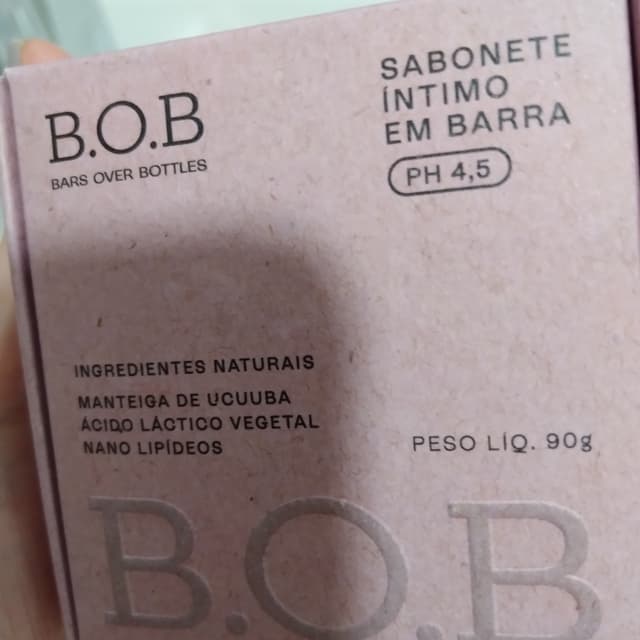 B.O.B
BARS OVER BOTTLES
SABONETE
ÍNTIMO
EM BARRA
PH 4,5
INGREDIENTES NATURAIS
MANTEIGA DE UCUUBA
ÁCIDO LÁCTICO VEGETAL
NANO LIPÍDEOS
PESO LÍQ. 90g
B.O.B